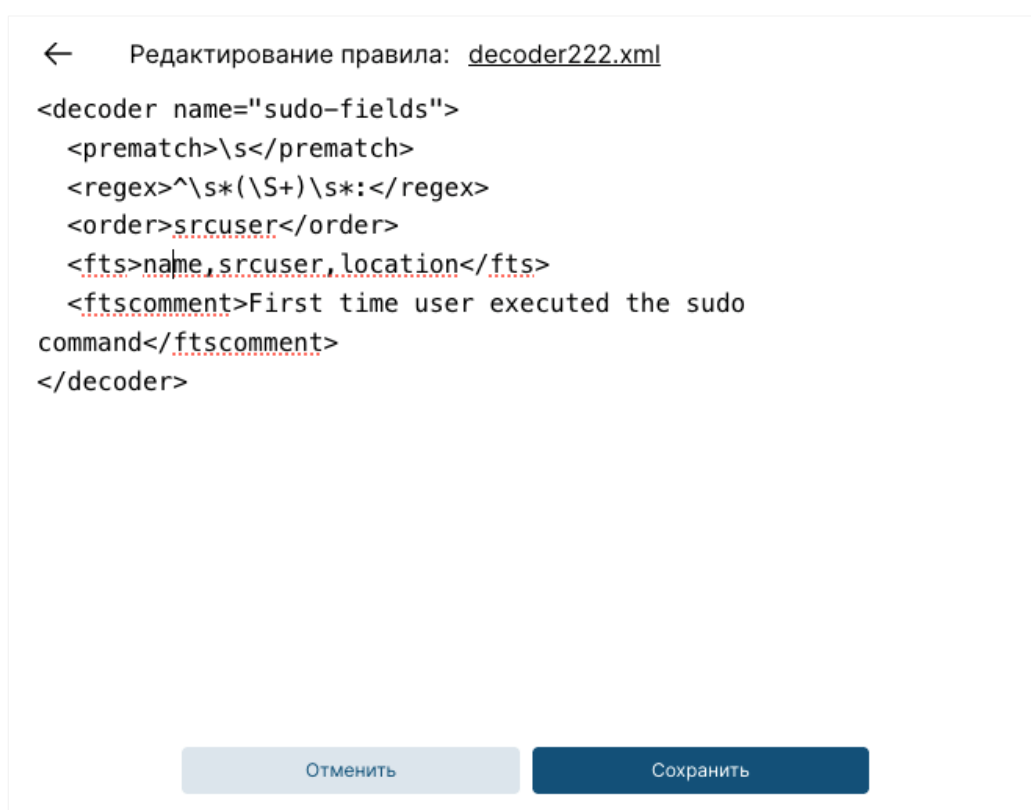 ← Редактирование правила: decoder222.xml
<decoder name="sudo-fields">
  <prematch>\s</prematch>
  <regex>^\s*(\S+)\s*:</regex>
  <order>srcuser</order>
  <fts>name,srcuser,location</fts>
  <ftscomment>First time user executed the sudo
command</ftscomment>
</decoder>
Отменить Сохранить